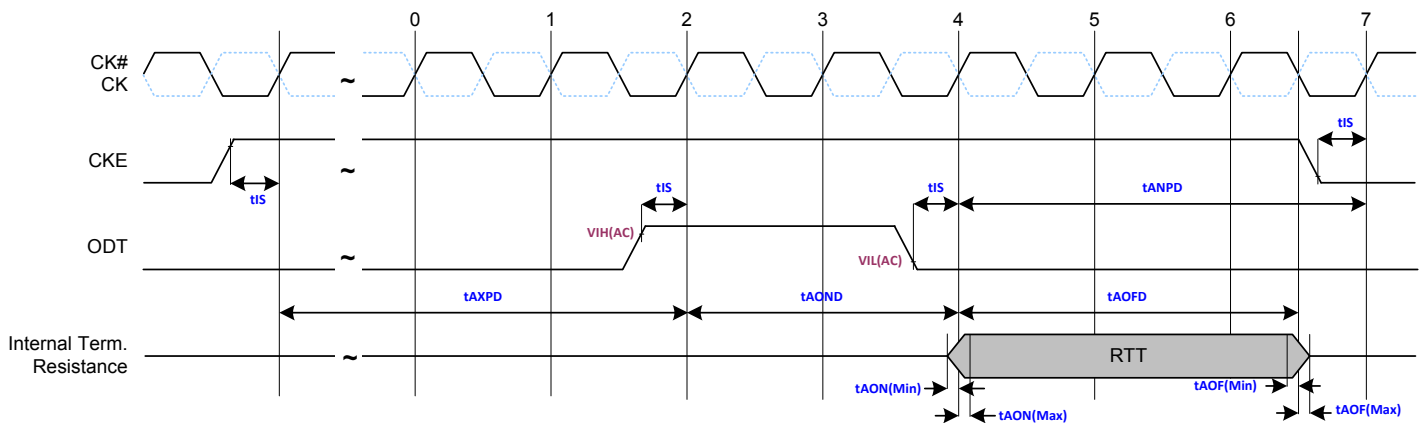 0 1 2 3 4 5 6 7
CK#
CK
~
tIS
CKE
~
tIS
tIS
tIS
tANPD
VIH(AC)
ODT
VIL(AC)
~
tAXPD
tAOND
tAOFD
Internal Term.
Resistance
~
RTT
tAON(Min)
tAOF(Min)
tAON(Max)
tAOF(Max)